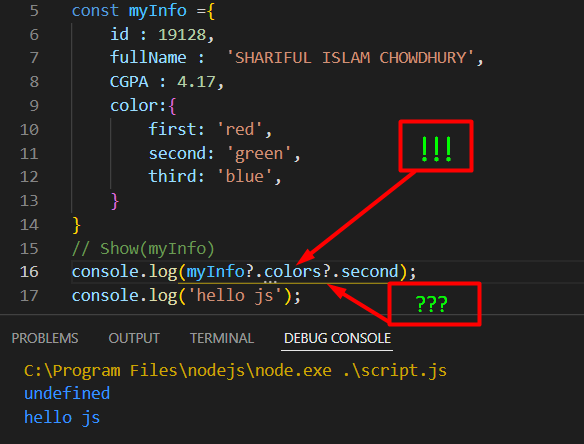 5 const myInfo ={
6 id : 19128,
7 fullName : 'SHARIFUL ISLAM CHOWDHURY',
8 CGPA : 4.17,
9 color:{
10 first: 'red',
11 second: 'green',
12 third: 'blue',
13 }
14 }
15 // Show(myInfo)
16 console.log(myInfo?.colors?.second);
17 console.log('hello js');
!!!
???
PROBLEMS OUTPUT TERMINAL DEBUG CONSOLE
C:\Program Files\nodejs\node.exe .\script.js
undefined
hello js